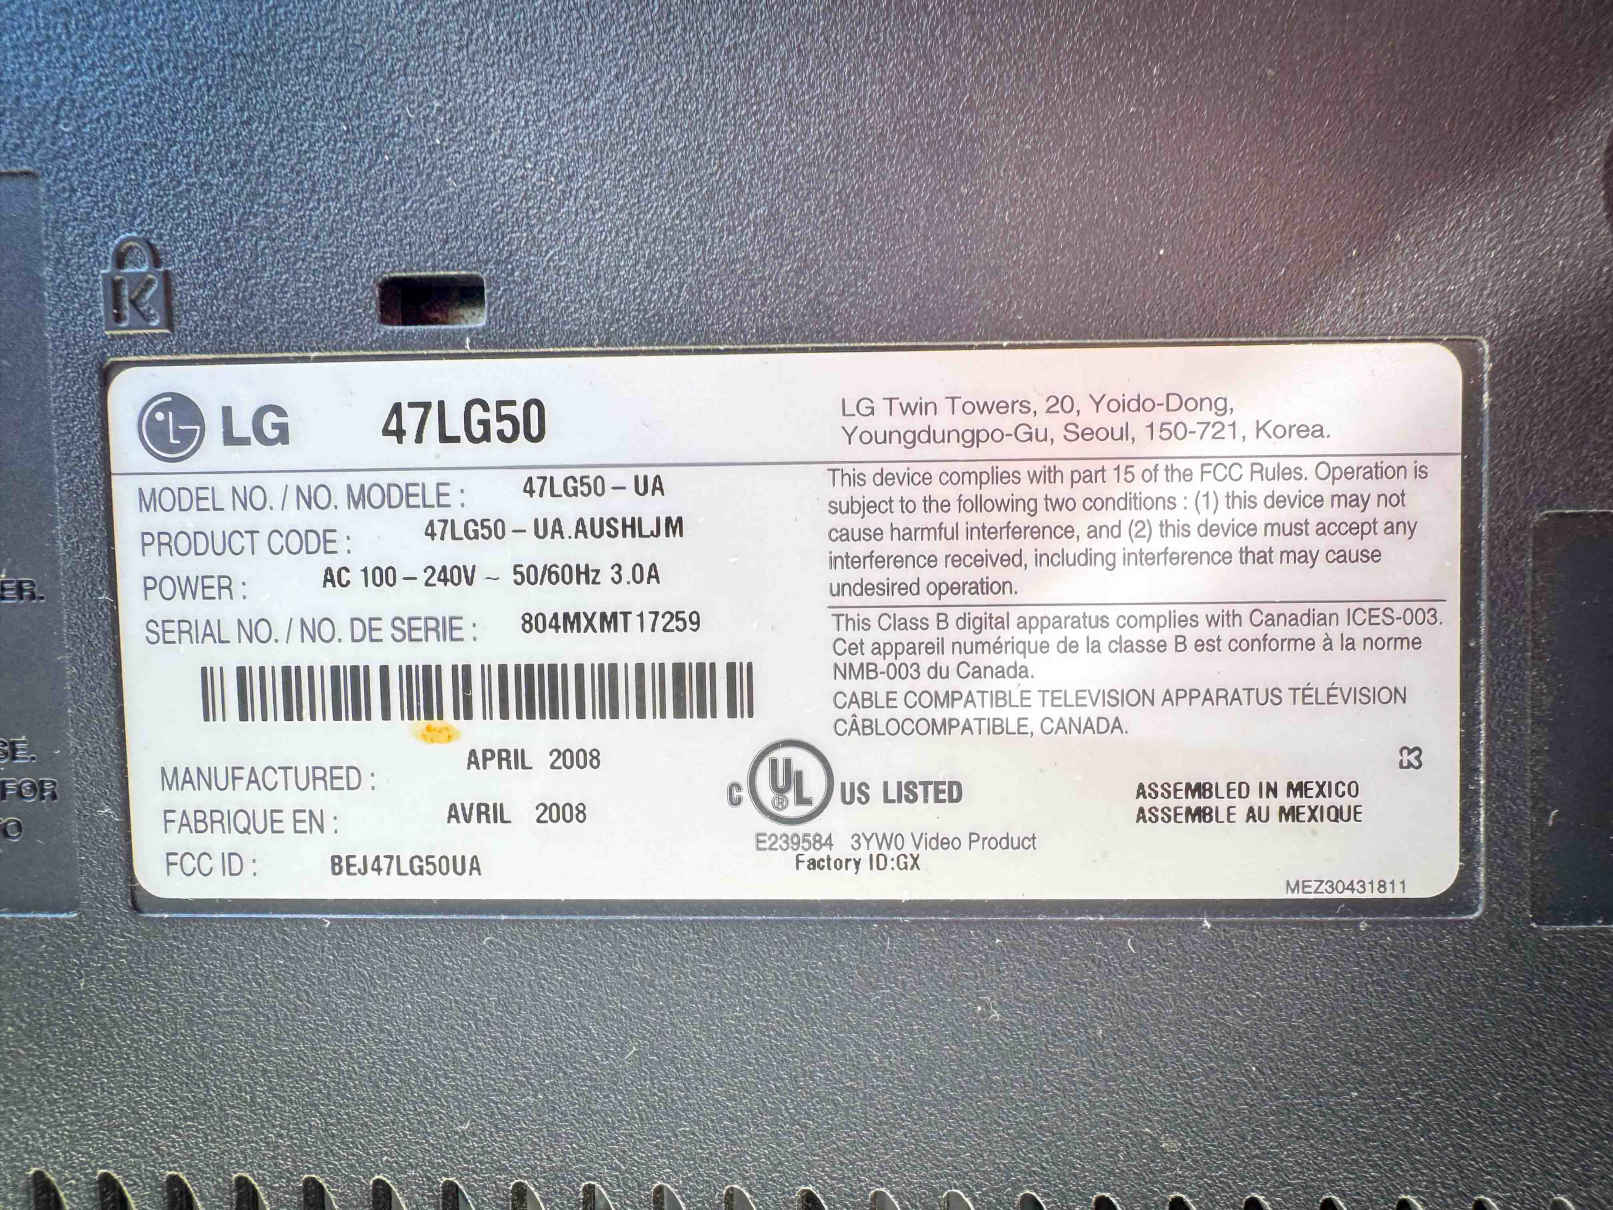 K
LG 47LG50
LG Twin Towers, 20, Yoido-Dong,
Youngdungpo-Gu, Seoul, 150-721, Korea.
MODEL NO. / NO. MODELE : 47LG50 – UA
PRODUCT CODE : 47LG50 – UA.AUSHLJM
POWER : AC 100 – 240V ~ 50/60Hz 3.0A
SERIAL NO. / NO. DE SERIE : 804MXMT17259
MANUFACTURED : APRIL 2008
FABRIQUE EN : AVRIL 2008
FCC ID : BEJ47LG50UA
This device complies with part 15 of the FCC Rules. Operation is
subject to the following two conditions : (1) this device may not
cause harmful interference, and (2) this device must accept any
interference received, including interference that may cause
undesired operation.
This Class B digital apparatus complies with Canadian ICES-003.
Cet appareil numérique de la classe B est conforme à la norme
NMB-003 du Canada.
CABLE COMPATIBLE TELEVISION APPARATUS TÉLÉVISION
CÂBLOCOMPATIBLE, CANADA.
C UL ® US LISTED
E239584 3YW0 Video Product
Factory ID:GX
ASSEMBLED IN MEXICO
ASSEMBLE AU MEXIQUE
MEZ30431811
ER.
SE.
FOR
TO